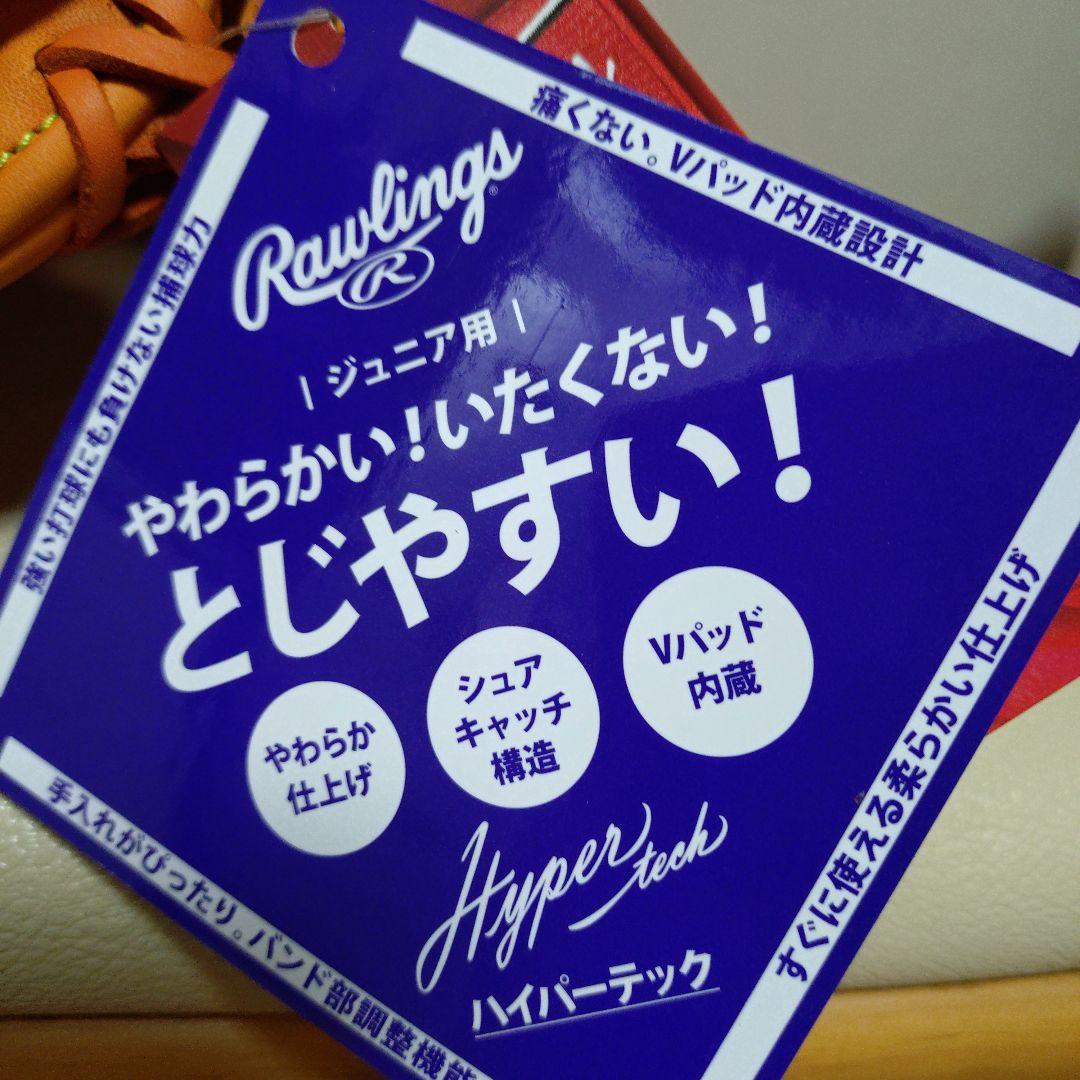 Rawlings
R
ジュニア用
やわらかい!いたくない!
とじやすい!
やわらか
仕上げ
シュア
キャッチ
構造
Vパッド
内蔵
Hyper tech
ハイパーテック
痛くない。Vパッド内蔵設計
強い打球にも負けない捕球力
すぐに使える柔らかい仕上げ
手入れがぴったり。バンド部調整機能